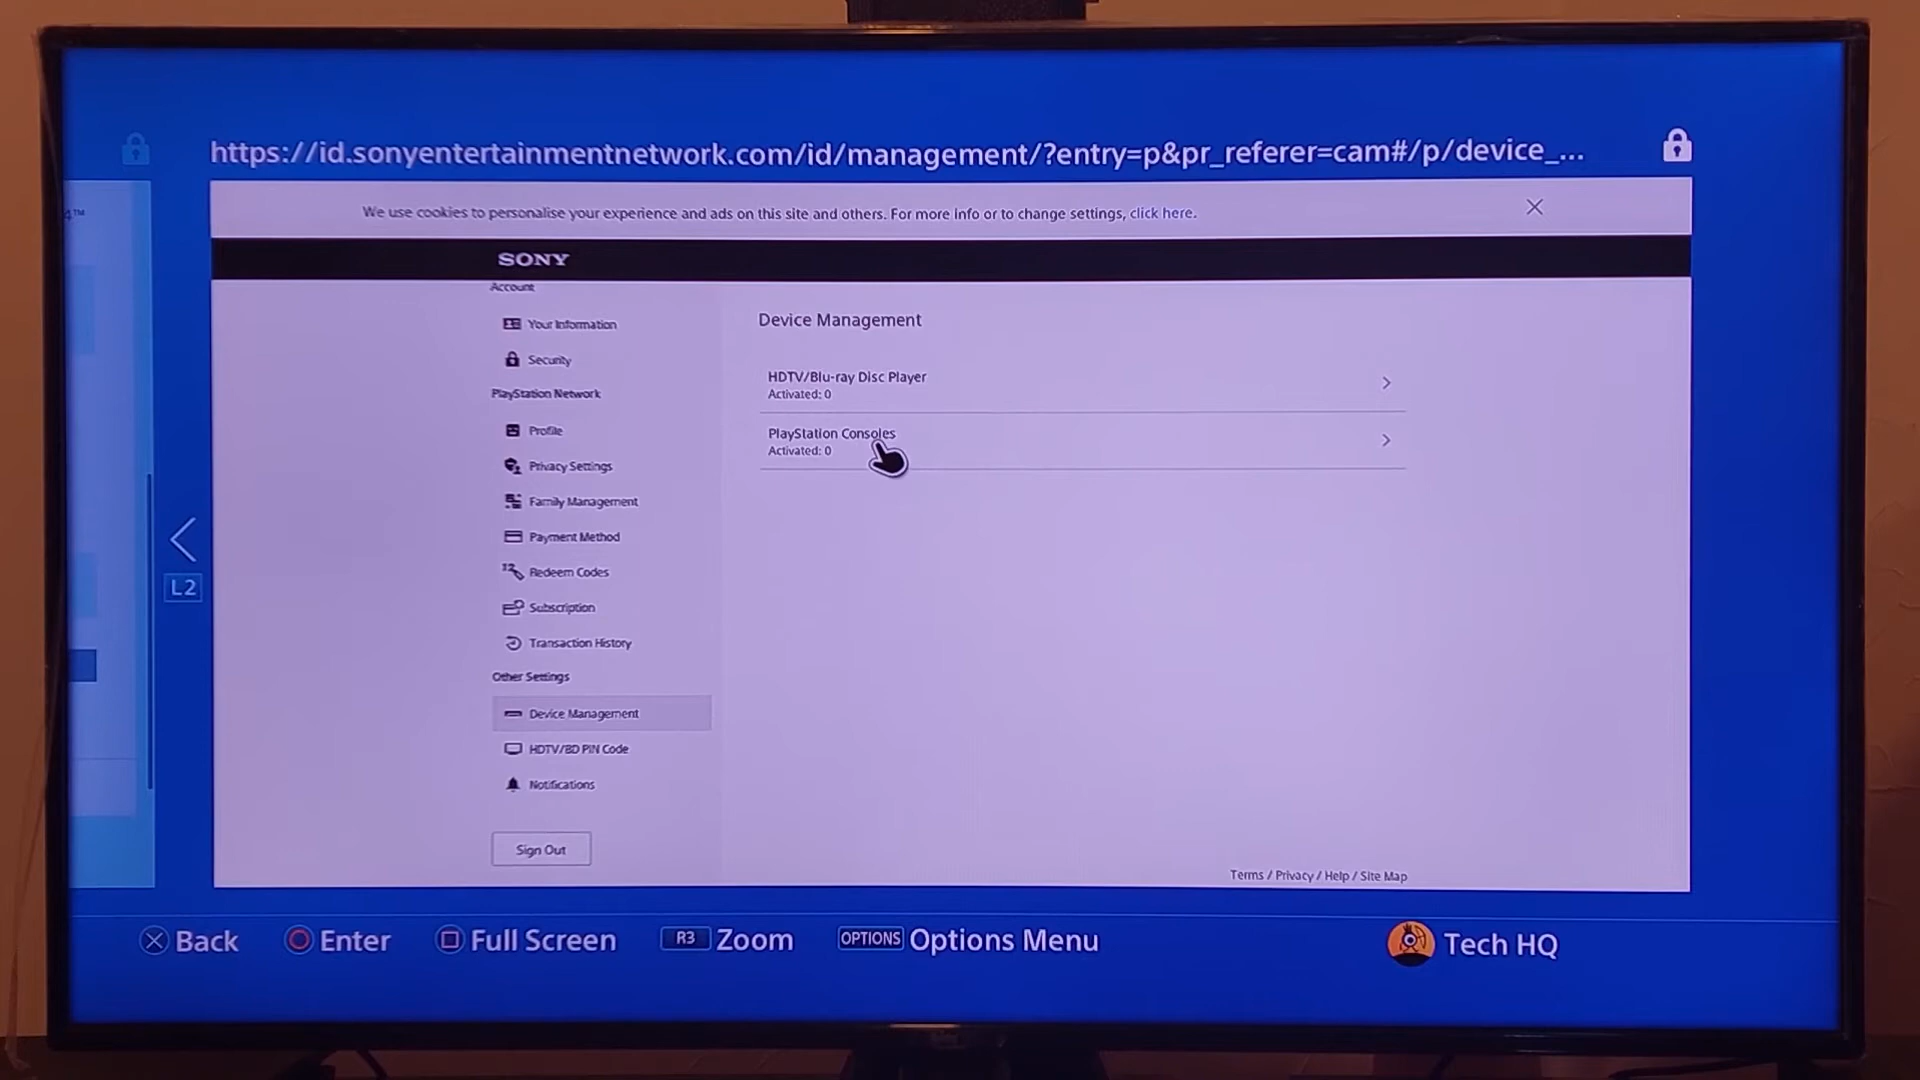 https://id.sonyentertainmentnetwork.com/id/management/?entry=p&pr_referer=cam#/p/device_...
4™
We use cookies to personalise your experience and ads on this site and others. For more info or to change settings, click here.
SONY
Account
Your Information
Security
PlayStation Network
Profile
Privacy Settings
Family Management
Payment Method
Redeem Codes
Subscription
Transaction History
Other Settings
Device Management
HDTV/BD PIN Code
Notifications
Sign Out
Device Management
HDTV/Blu-ray Disc Player
Activated: 0
PlayStation Consoles
Activated: 0
Terms / Privacy / Help / Site Map
L2
Back
Enter
Full Screen
R3 Zoom
OPTIONS Options Menu
Tech HQ